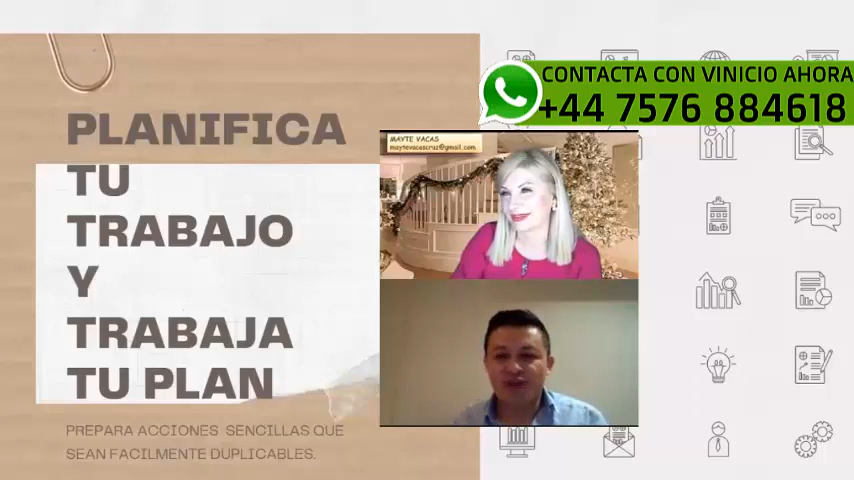 PLANIFICA
TU
TRABAJO
Y
TRABAJA
TU PLAN
PREPARA ACCIONES SENCILLAS QUE
SEAN FACILMENTE DUPLICABLES.
CONTACTA CON VINICIO AHORA
+44 7576 884618
MAYTE VACAS
maytevacascruz@gmail.com